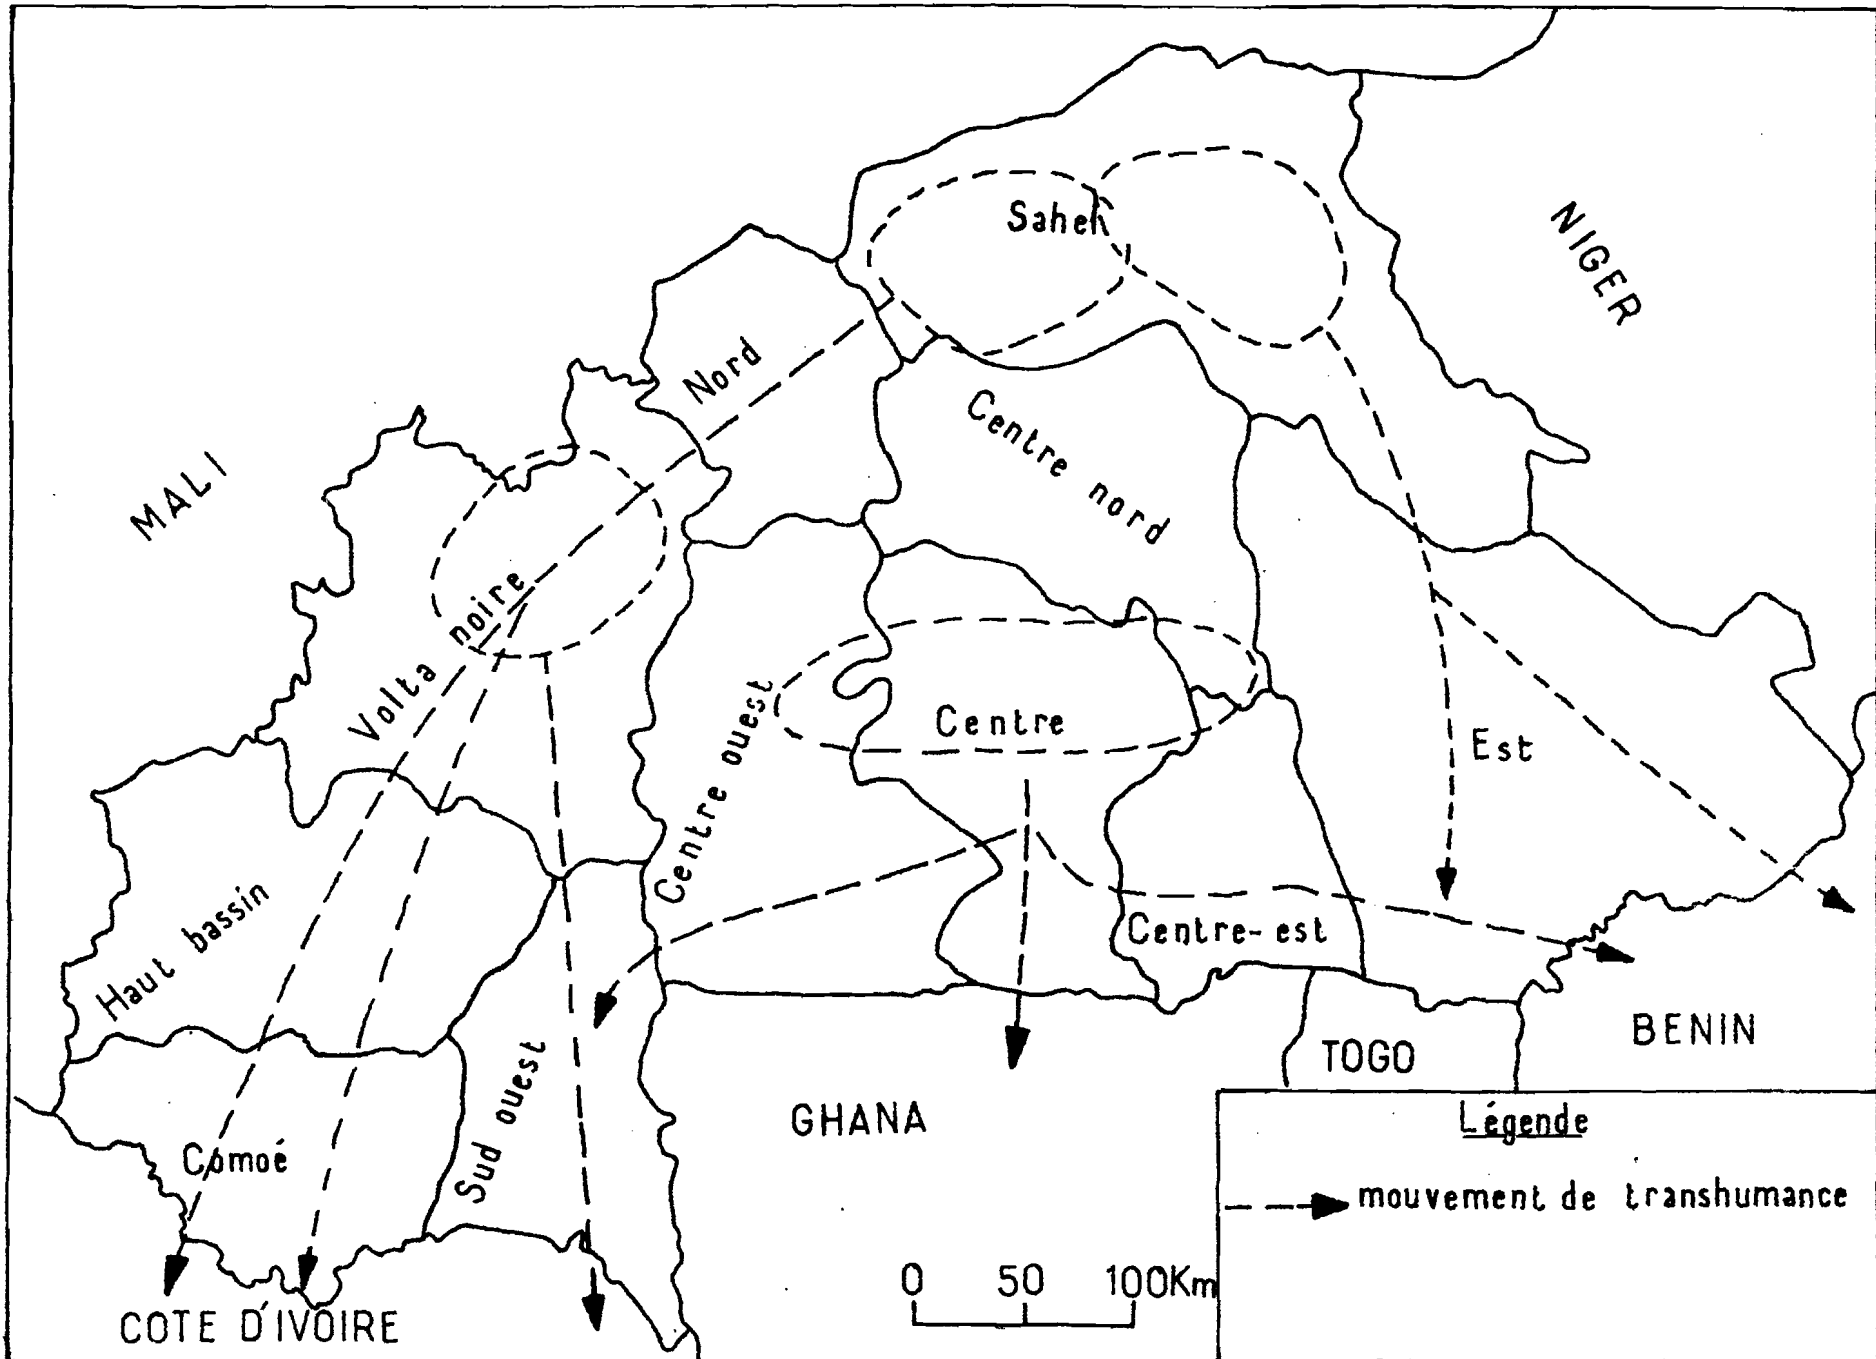 Sahel
NIGER
Nord
Centre nord
MALI
Volta noire
Centre ouest
Centre
Est
Haut bassin
Centre-est
Sud ouest
Comoé
GHANA
TOGO
BENIN
COTE D'IVOIRE
0 50 100Km
Légende
mouvement de transhumance